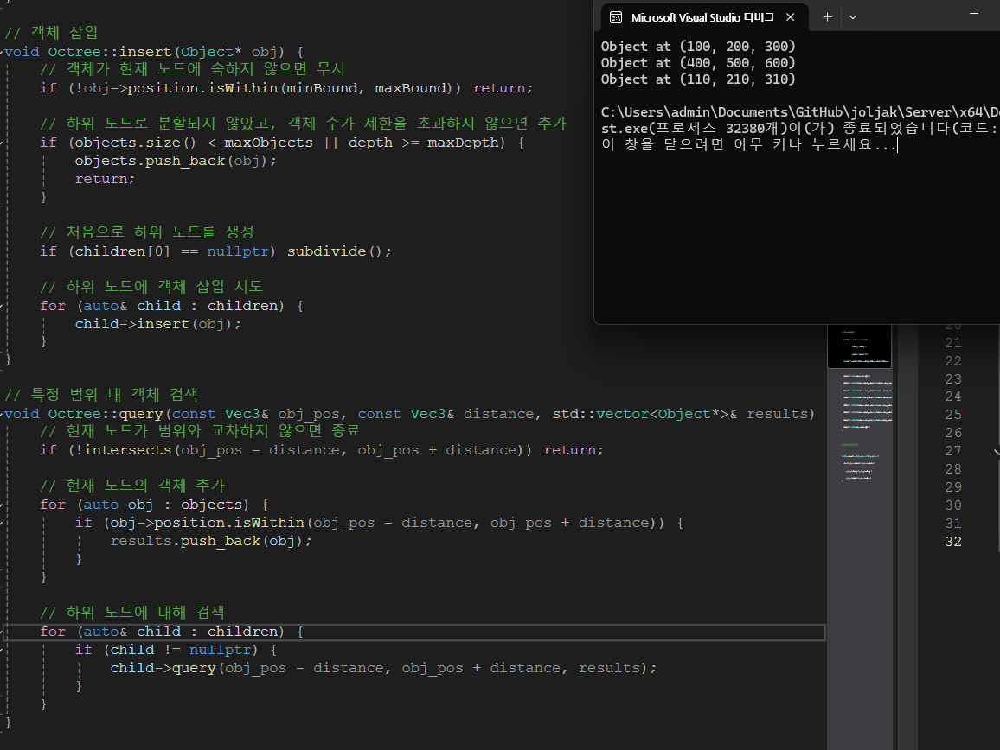 // 객체 삽입
void Octree::insert(Object* obj) {
// 객체가 현재 노드에 속하지 않으면 무시
if (!obj->position.isWithin(minBound, maxBound)) return;
// 하위 노드로 분할되지 않았고, 객체 수가 제한을 초과하지 않으면 추가
if (objects.size() < maxObjects || depth >= maxDepth) {
objects.push_back(obj);
return;
}
// 처음으로 하위 노드를 생성
if (children[0] == nullptr) subdivide();
// 하위 노드에 객체 삽입 시도
for (auto& child : children) {
child->insert(obj);
}
}
// 특정 범위 내 객체 검색
void Octree::query(const Vec3& obj_pos, const Vec3& distance, std::vector<Object*>& results)
// 현재 노드가 범위와 교차하지 않으면 종료
if (!intersects(obj_pos - distance, obj_pos + distance)) return;
// 현재 노드의 객체 추가
for (auto obj : objects) {
if (obj->position.isWithin(obj_pos - distance, obj_pos + distance)) {
results.push_back(obj);
}
}
// 하위 노드에 대해 검색
for (auto& child : children) {
if (child != nullptr) {
child->query(obj_pos - distance, obj_pos + distance, results);
}
}
}
Microsoft Visual Studio 디버그
Object at (100, 200, 300)
Object at (400, 500, 600)
Object at (110, 210, 310)
C:\Users\admin\Documents\GitHub\joljak\Server\x64\De
st.exe(프로세스 32380개)이(가) 종료되었습니다(코드:
이 창을 닫으려면 아무 키나 누르세요...
20
21
22
23
24
25
26
27
28
29
30
31
32